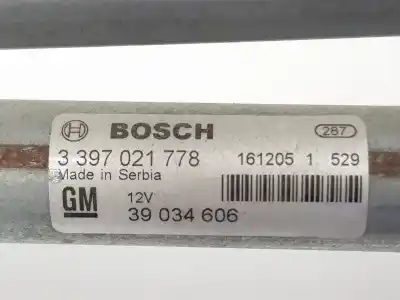 BOSCH 287
3 397 021 778 161205 1 529
Made in Serbia
GM 12V
39 034 606